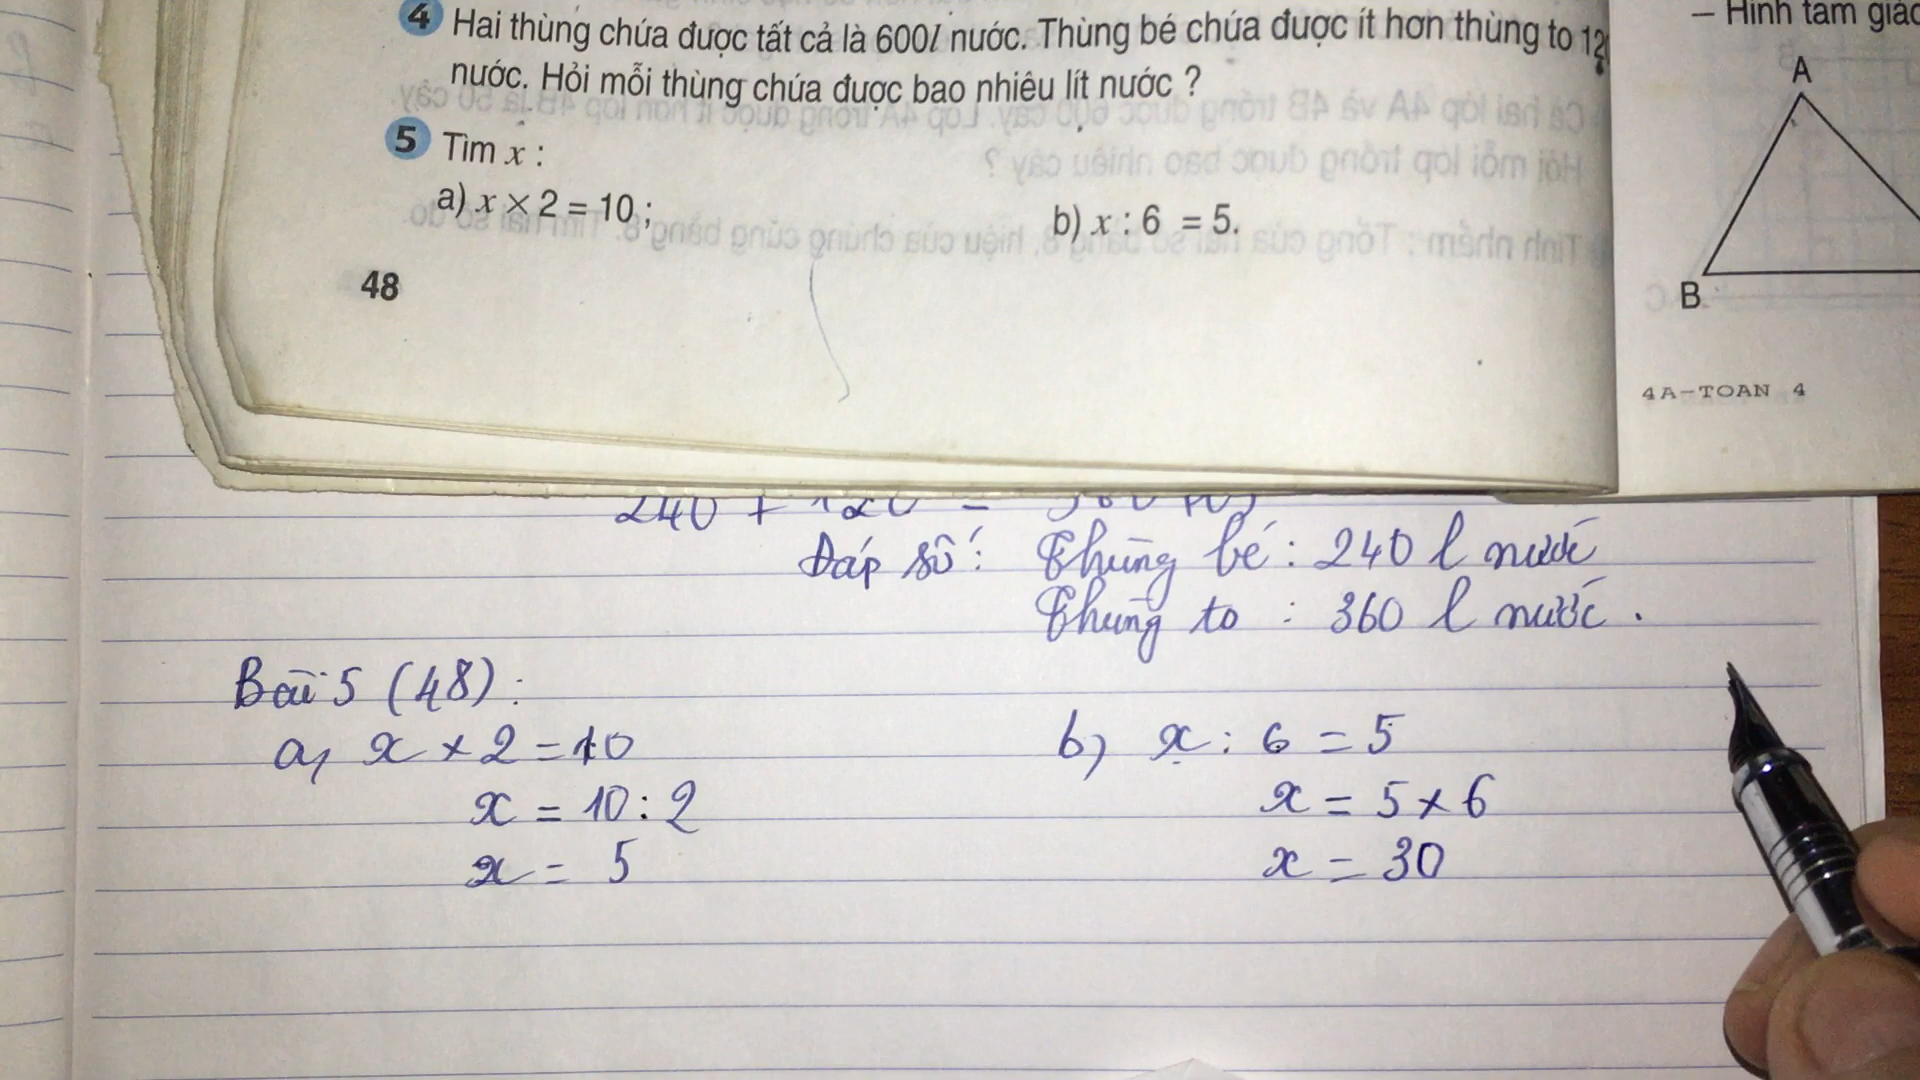 4 Hai thùng chứa được tất cả là 600l nước. Thùng bé chứa được ít hơn thùng to 12
nước. Hỏi mỗi thùng chứa được bao nhiêu lít nước ?
5 Tìm x :
a) x × 2 = 10 ;
b) x : 6 = 5.
48
– Hình tam giác
A
B
4A-TOAN 4
240 + 120 =
Đáp số: Thùng bé : 240 l nước
Thùng to : 360 l nước.
Bài 5 (48) :
a, x × 2 = 10
x = 10 : 2
x = 5
b, x : 6 = 5
x = 5 × 6
x = 30